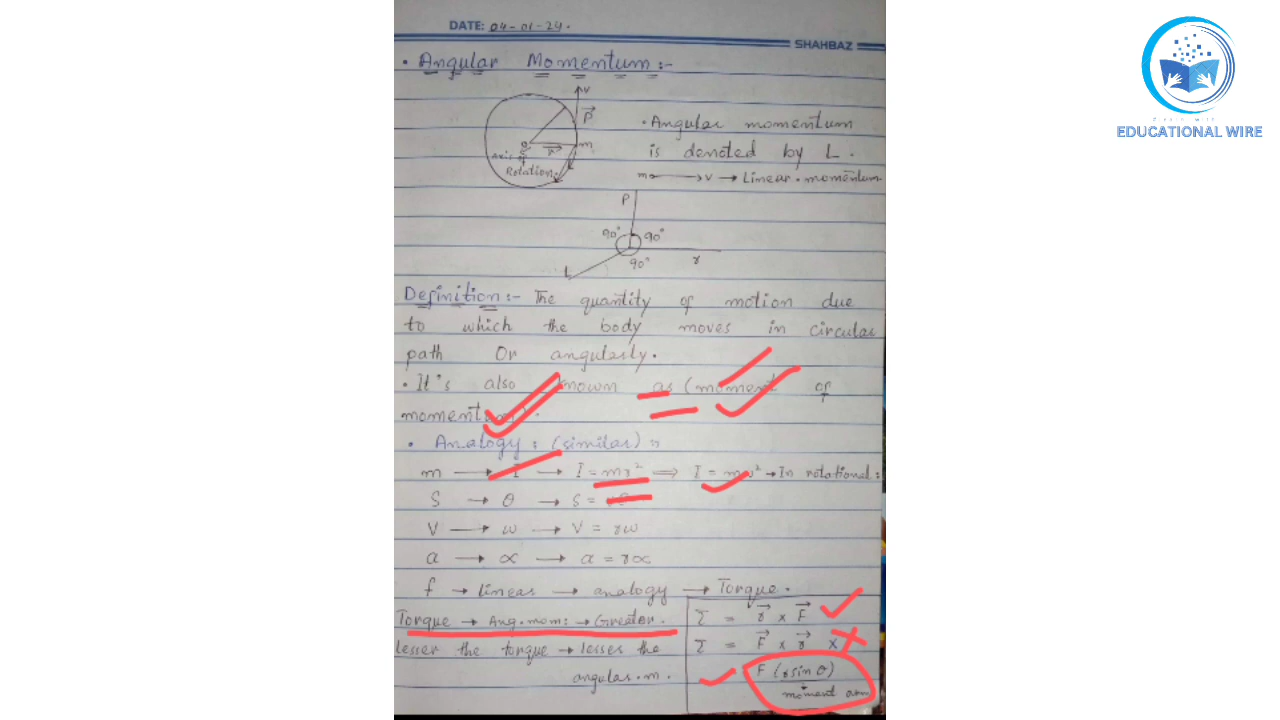 DATE: 04-01-24.
SHAHBAZ
EDUCATIONAL WIRE
• Angular Momentum :-
v
P
o r m
axis of
Rotation.
• Angular momentum
is denoted by L.
m → v → Linear momentum
P
90° 90°
90° r
L
Definition :- The quantity of motion due
to which the body moves in circular
path Or angularly.
• It's also known as (moment of
momentum).
• Analogy : (similar) :-
m → I → I = mr² ⇒ I = → In rotational :
S → θ → S =
V → ω → V = rω
a → α → a = rα
f → linear → analogy → Torque.
Torque → Ang. mom: → Greater.
lesser the torque → lesser the
angular. m.
τ = r × F
τ = F × r ×
F (r sin θ)
moment arm